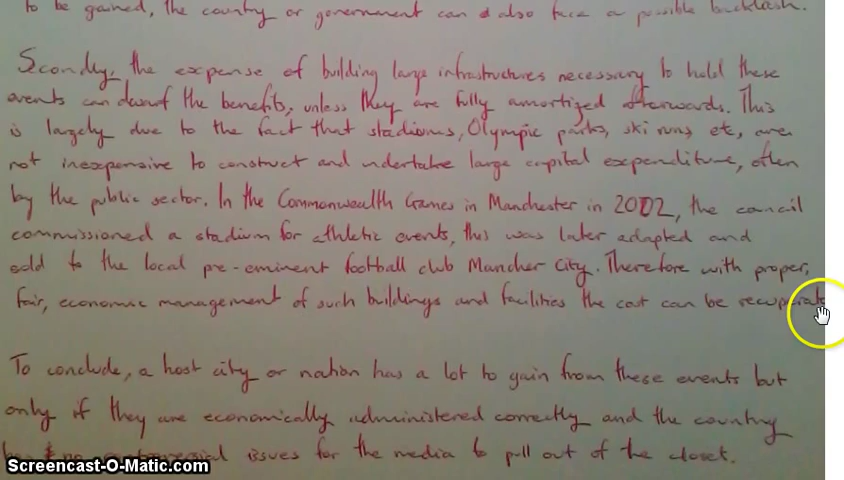 to be gained, the country or government can also face a possible backlash.
Scondly, the expense of building large infrastructures necessary to hold these
events can dwarf the benefits, unless they are fully amortized afterwards. This
is largely due to the fact that stadiums, Olympic parks, ski runs etc, are
not inexpensive to construct and undertake large capital expenditure, often
by the public sector. In the Commonwealth Games in Manchester in 2002, the council
commissioned a stadium for athletic events, this was later adapted and
sold to the local pre-eminent football club Mancher City. Therefore with proper,
fair, economic management of such buildings and facilities the cost can be
To conclude, a host city or nation has a lot to gain from these events but
only if they are economically administered correctly and the country
no issues for the media to pull out of the closet.
Screencast-O-Matic.com